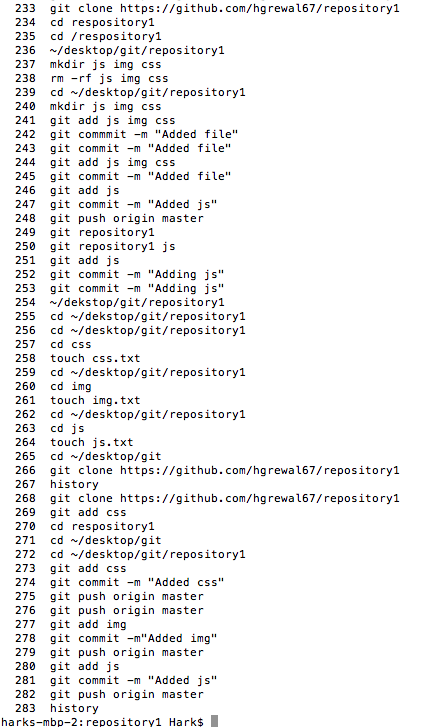 233 git clone https://github.com/hgrewal67/repository1
234 cd respository1
235 cd /respository1
236 ~/desktop/git/repository1
237 mkdir js img css
238 rm -rf js img css
239 cd ~/desktop/git/repository1
240 mkdir js img css
241 git add js img css
242 git commmit -m "Added file"
243 git commit -m "Added file"
244 git add js img css
245 git commit -m "Added file"
246 git add js
247 git commit -m "Added js"
248 git push origin master
249 git repository1
250 git repository1 js
251 git add js
252 git commit -m "Adding js"
253 git commit -m "Adding js"
254 ~/dekstop/git/repository1
255 cd ~/dekstop/git/repository1
256 cd ~/desktop/git/repository1
257 cd css
258 touch css.txt
259 cd ~/desktop/git/repository1
260 cd img
261 touch img.txt
262 cd ~/desktop/git/repository1
263 cd js
264 touch js.txt
265 cd ~/desktop/git
266 git clone https://github.com/hgrewal67/repository1
267 history
268 git clone https://github.com/hgrewal67/repository1
269 git add css
270 cd respository1
271 cd ~/desktop/git
272 cd ~/desktop/git/repository1
273 git add css
274 git commit -m "Added css"
275 git push origin master
276 git push origin master
277 git add img
278 git commit -m"Added img"
279 git push origin master
280 git add js
281 git commit -m "Added js"
282 git push origin master
283 history
harks-mbp-2:repository1 Hark$